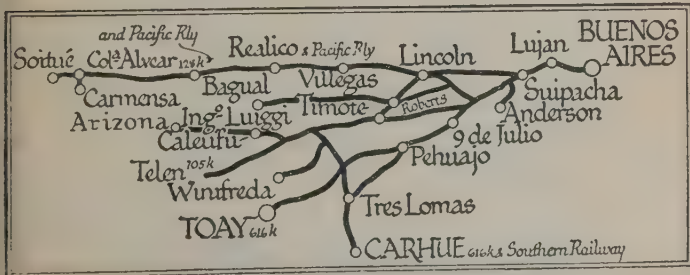 and Pacific Rly
BUENOS
AIRES
Lujan
Realico & Pacific Rly
Lincoln
Soitué
Colᵃ Alvear 128k
Bagual
Villegas
Suipacha
Carmensa
Timote
Roberts
Anderson
Arizona
Ingº Luiggi
Caleufu
9 de Julio
Pehuajo
Telen 105k
Winifreda
TOAY 616k
Tres Lomas
CARHUE 616k & Southern Railway